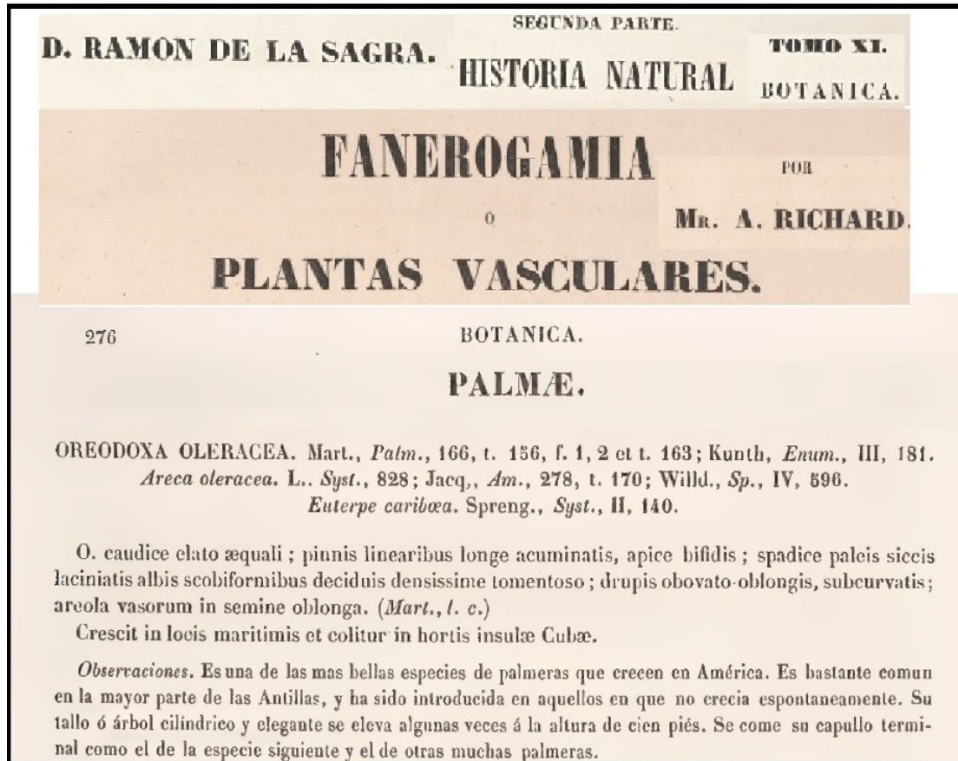 SEGUNDA PARTE.
D. RAMON DE LA SAGRA.
HISTORIA NATURAL
TOMO XI.
BOTANICA.
FANEROGAMIA
O
PLANTAS VASCULARES.
POR
MR. A. RICHARD.
276
BOTANICA.
PALMÆ.
OREODOXA OLERACEA. Mart., Palm., 166, t. 156, f. 1, 2 et t. 163; Kunth, Enum., III, 181.
Areca oleracea. L.. Syst., 828; Jacq,, Am., 278, t. 170; Willd., Sp., IV, 596.
Euterpe caribœa. Spreng., Syst., II, 140.
O. caudice elato æquali; pinnis linearibus longe acuminatis, apice bifidis; spadice paleis siccis
laciniatis albis scobiformibus deciduis densissime tomentoso; drupis obovato-oblongis, subcurvatis;
areola vasorum in semine oblonga. (Mart., l. c.)
Crescit in locis maritimis et colitur in hortis insulæ Cubæ.
Observaciones. Es una de las mas bellas especies de palmeras que crecen en América. Es bastante comun
en la mayor parte de las Antillas, y ha sido introducida en aquellos en que no crecia espontaneamente. Su
tallo ó árbol cilíndrico y elegante se eleva algunas veces á la altura de cien piés. Se come su capullo termi-
nal como el de la especie siguiente y el de otras muchas palmeras.